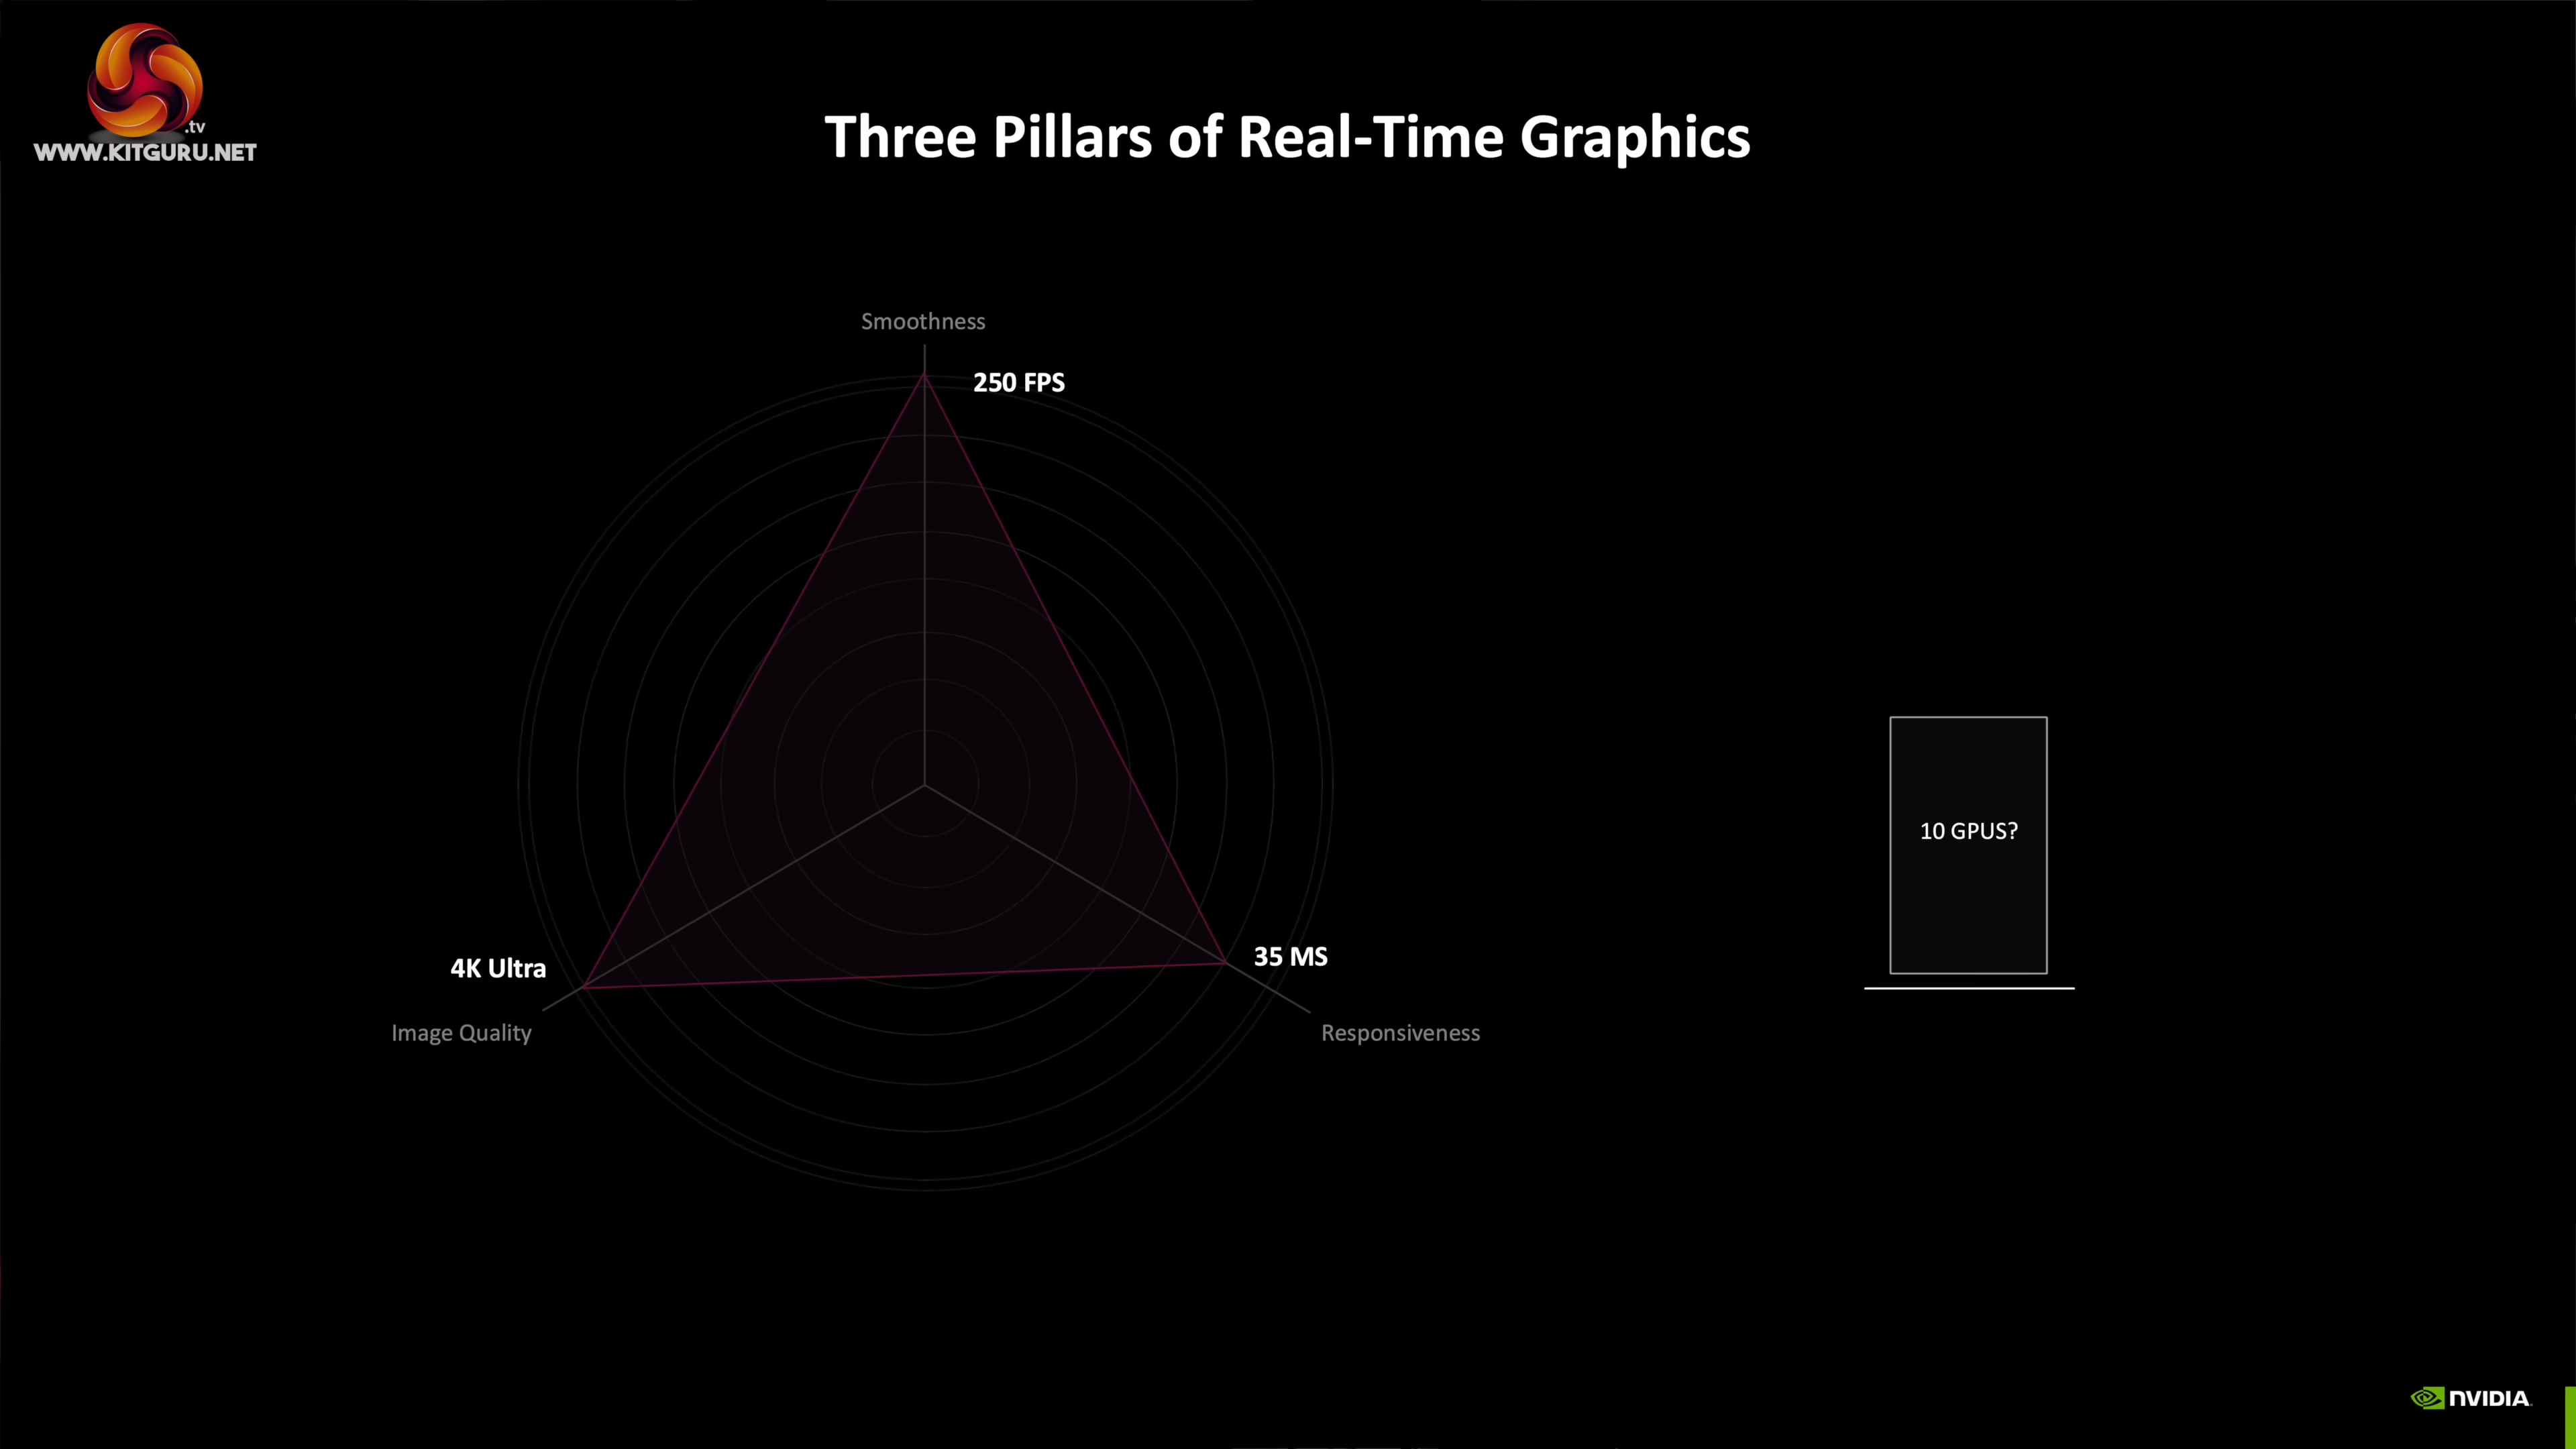 .tv
WWW.KITGURU.NET
Three Pillars of Real-Time Graphics
Smoothness
250 FPS
10 GPUS?
4K Ultra
35 MS
Image Quality
Responsiveness
NVIDIA.